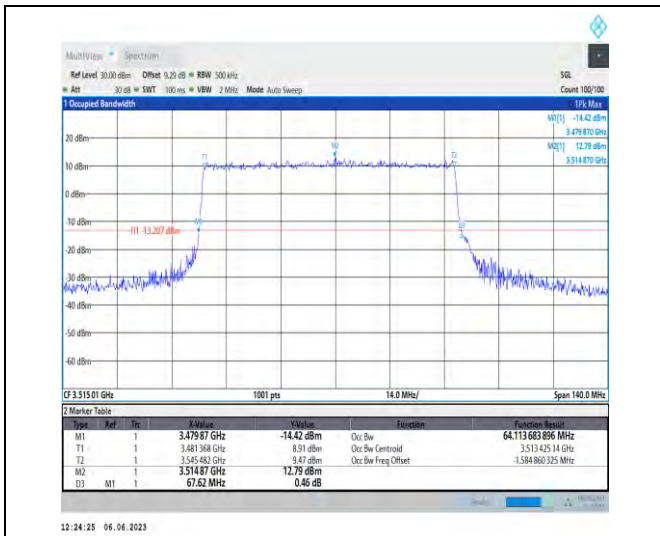 MultiView Spectrum
Ref Level 30.00 dBm Offset 9.29 dB RBW 500 kHz SGL
Att 30 dB SWT 100 ms VBW 2 MHz Mode Auto Sweep Count 100/100
1 Occupied Bandwidth 1Pk Max
M1[1] -14.42 dBm
3.479 870 GHz
M2[1] 12.79 dBm
3.514 870 GHz
20 dBm
T1 M2 T2
10 dBm
0 dBm
-10 dBm
H1 -13.207 dBm
-20 dBm
-30 dBm
-40 dBm
-50 dBm
-60 dBm
CF 3.515 01 GHz 1001 pts 14.0 MHz/ Span 140.0 MHz
2 Marker Table
Type Ref Trc X-Value Y-Value Function Function Result
M1 1 3.479 87 GHz -14.42 dBm Occ Bw 64.113 683 896 MHz
T1 1 3.481 368 GHz 8.91 dBm Occ Bw Centroid 3.513 425 14 GHz
T2 1 3.545 482 GHz 9.47 dBm Occ Bw Freq Offset -1.584 860 325 MHz
M2 1 3.514 87 GHz 12.79 dBm
D3 M1 1 67.62 MHz 0.46 dB
12:24:25 06.06.2023